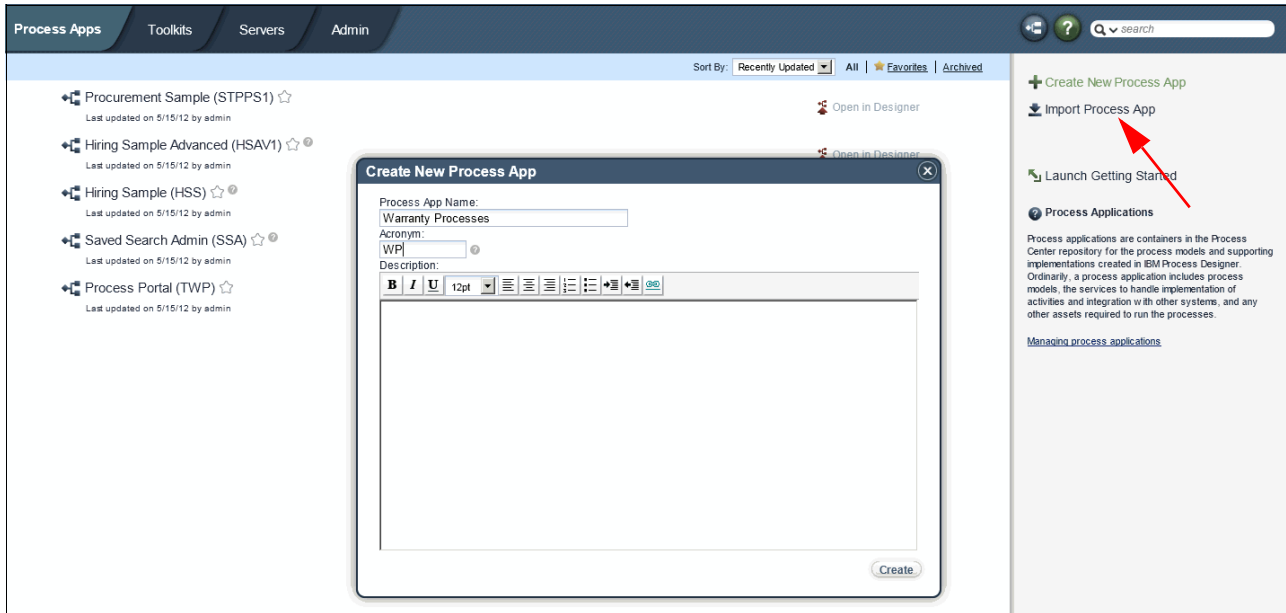 Process Apps
Toolkits
Servers
Admin
search
Sort By: Recently Updated All | Favorites | Archived
Procurement Sample (STPPS1)
Last updated on 5/15/12 by admin
Open in Designer
Hiring Sample Advanced (HSAV1)
Last updated on 5/15/12 by admin
Open in Designer
Hiring Sample (HSS)
Last updated on 5/15/12 by admin
Saved Search Admin (SSA)
Last updated on 5/15/12 by admin
Process Portal (TWP)
Last updated on 5/15/12 by admin
Create New Process App
Process App Name:
Warranty Processes
Acronym:
WP
Description:
B I U 12pt
Create
Create New Process App
Import Process App
Launch Getting Started
Process Applications
Process applications are containers in the Process
Center repository for the process models and supporting
implementations created in IBM Process Designer.
Ordinarily, a process application includes process
models, the services to handle implementation of
activities and integration with other systems, and any
other assets required to run the processes.
Managing process applications